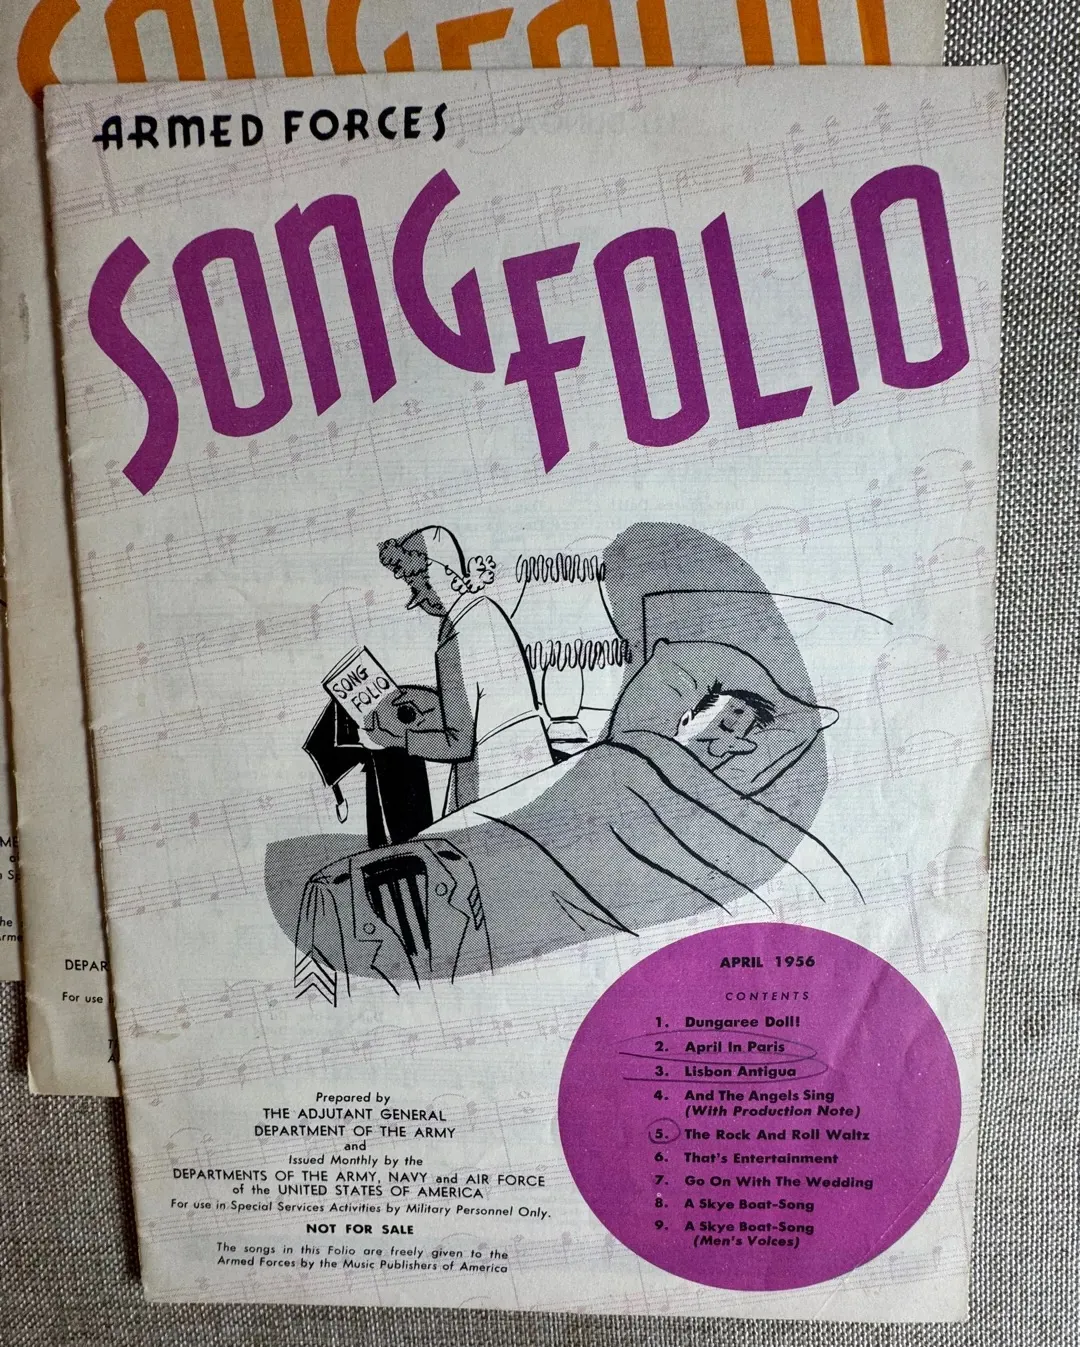 SONGFOLIO
ARMED FORCES
SONGFOLIO
SONG
FOLIO
APRIL 1956
CONTENTS
1. Dungaree Doll!
2. April In Paris
3. Lisbon Antigua
4. And The Angels Sing
(With Production Note)
5. The Rock And Roll Waltz
6. That's Entertainment
7. Go On With The Wedding
8. A Skye Boat-Song
9. A Skye Boat-Song
(Men's Voices)
Prepared by
THE ADJUTANT GENERAL
DEPARTMENT OF THE ARMY
and
Issued Monthly by the
DEPARTMENTS OF THE ARMY, NAVY and AIR FORCE
of the UNITED STATES OF AMERICA
For use in Special Services Activities by Military Personnel Only.
NOT FOR SALE
The songs in this Folio are freely given to the
Armed Forces by the Music Publishers of America
DEPAR
For use